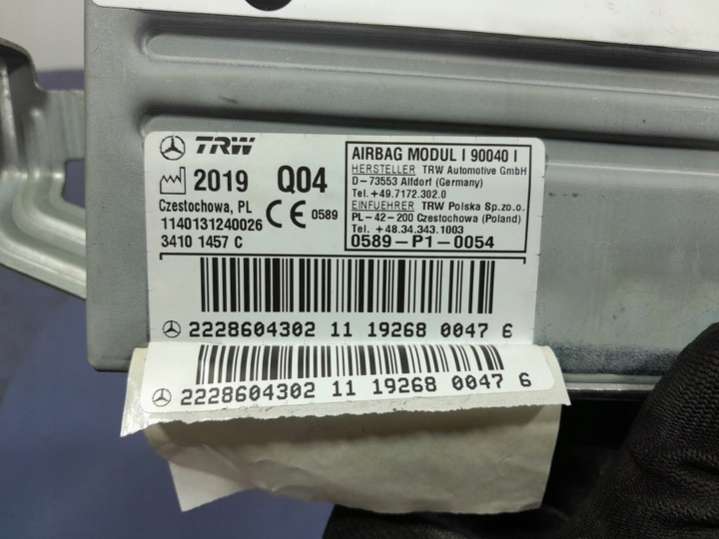 TRW
2019 Q04
Czestochowa, PL
1140131240026
3410 1457 C
CE 0589
AIRBAG MODUL I 90040 I
HERSTELLER TRW Automotive GmbH
D-73553 Alfdorf (Germany)
Tel.+49.7172.302.0
EINFUEHRER TRW Polska Sp.zo.o.
PL-42-200 Czestochowa (Poland)
Tel. +48.34.343.1003
0589-P1-0054
2228604302 11 19268 0047 6
2228604302 11 19268 0047 6